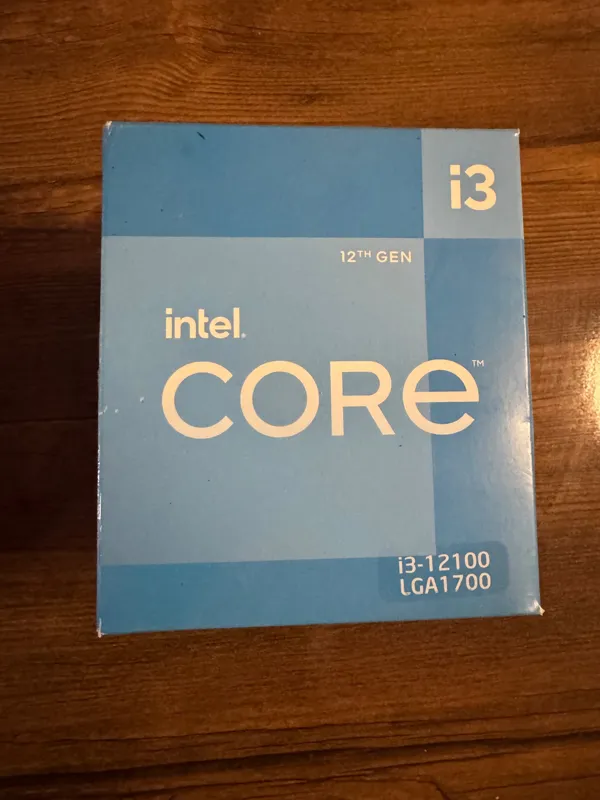 i3
12TH GEN
intel.
CORe™
i3-12100
LGA1700